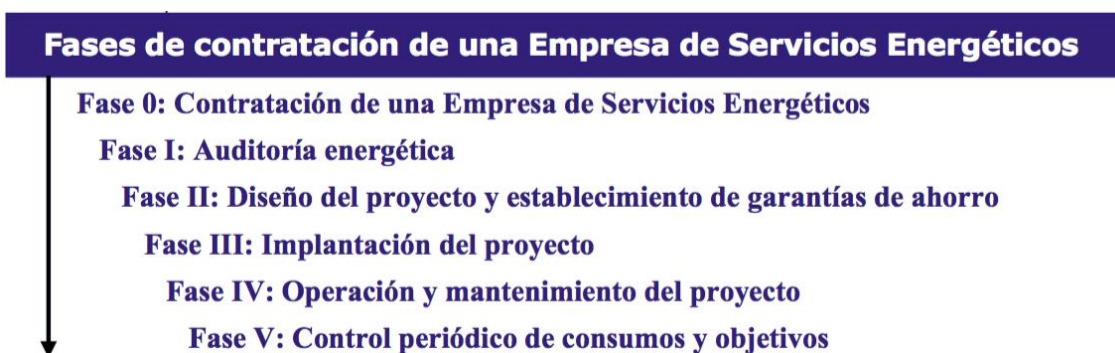 Fases de contratación de una Empresa de Servicios Energéticos
Fase 0: Contratación de una Empresa de Servicios Energéticos
Fase I: Auditoría energética
Fase II: Diseño del proyecto y establecimiento de garantías de ahorro
Fase III: Implantación del proyecto
Fase IV: Operación y mantenimiento del proyecto
Fase V: Control periódico de consumos y objetivos